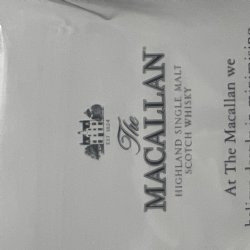 EST. 1824
The
MACALLAN
HIGHLAND SINGLE MALT
SCOTCH WHISKY
At The Macallan we